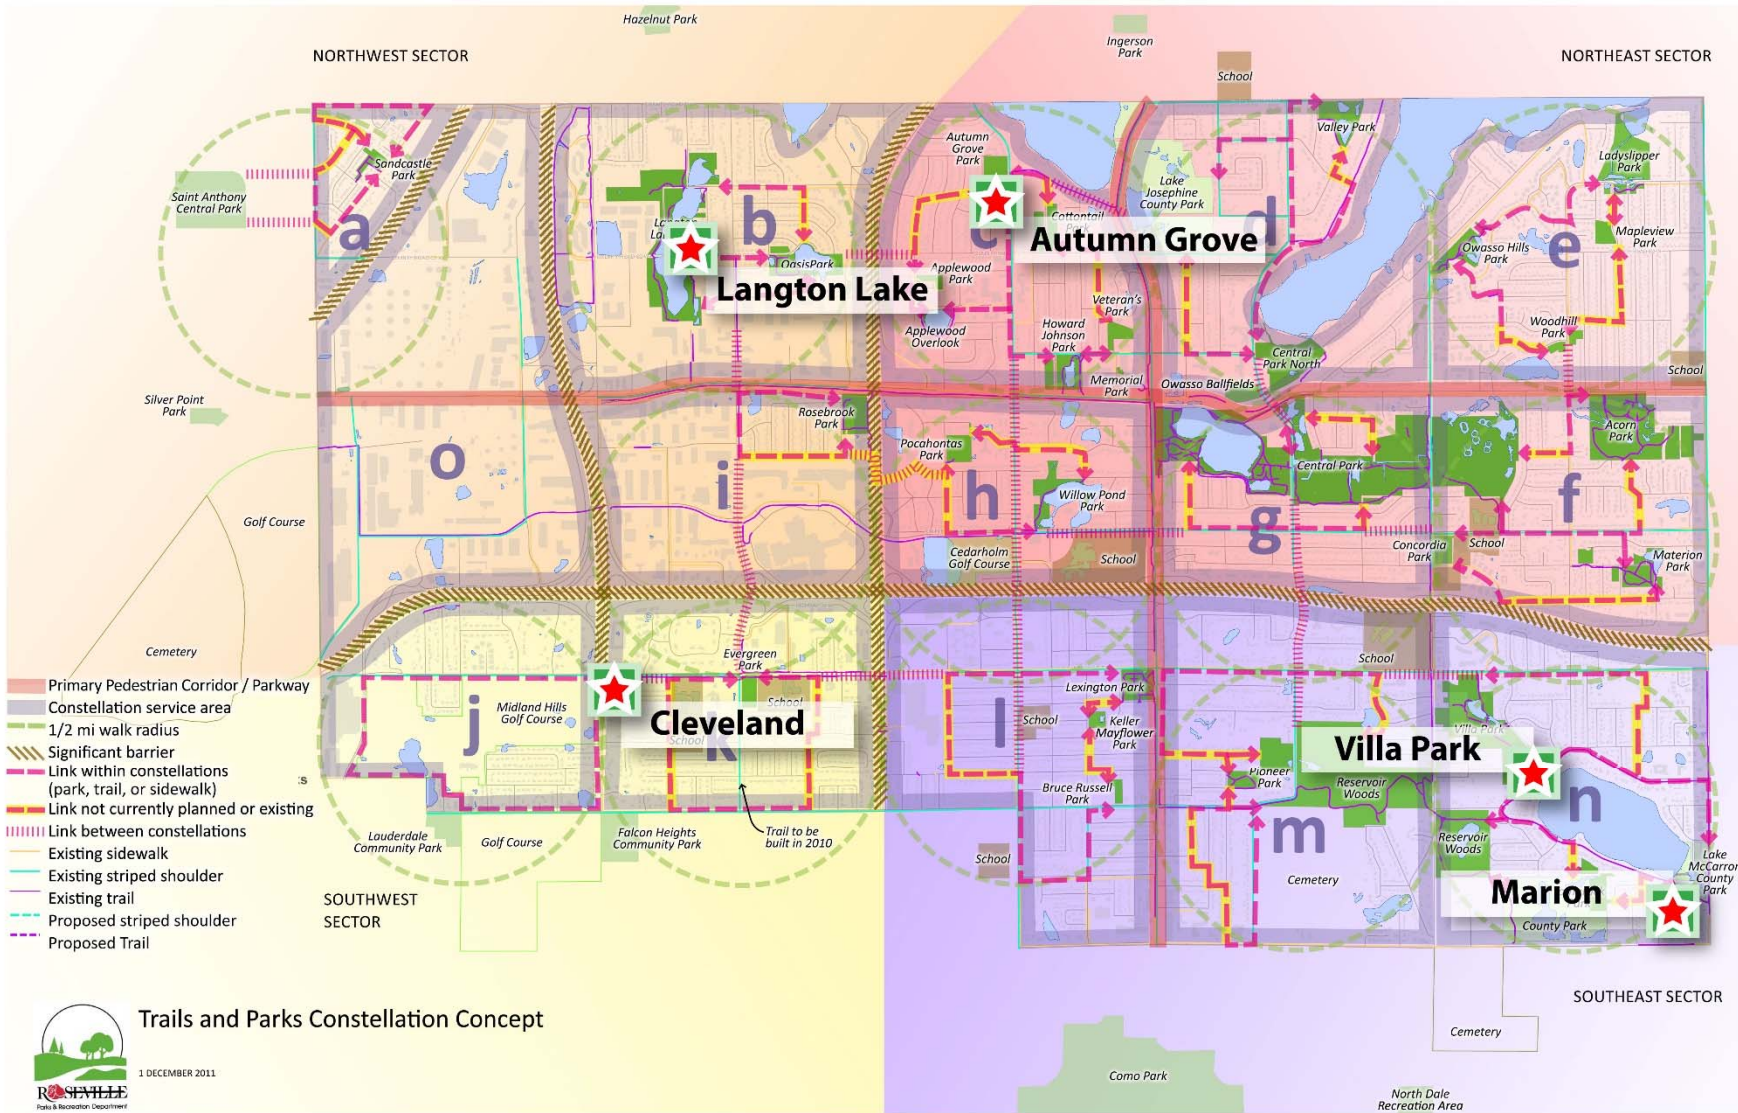 Hazelnut Park
Ingerson
Park
NORTHWEST SECTOR
NORTHEAST SECTOR
School
Autumn
Grove
Park
Valley Park
Ladyslipper
Park
Sandcastle
Park
Saint Anthony
Central Park
Lake
Josephine
County Park
a
b
c
d
e
Cottontail
Mapleview
Park
Owasso Hills
Park
Autumn Grove
OasisPark
Applewood
Park
Langton Lake
Veteran's
Park
Howard
Johnson
Park
Applewood
Overlook
Woodhill
Park
Central
Park North
School
Memorial
Park
Owasso Ballfields
Silver Point
Park
Rosebrook
Park
Pocahontas
Park
Acorn
Park
Central Park
o
i
h
g
f
Willow Pond
Park
Golf Course
Cedarholm
Golf Course
School
Concordia
Park
School
Materion
Park
Cemetery
Evergreen
Park
School
Lexington Park
Midland Hills
Golf Course
School
School
School
Keller
Mayflower
Park
j
k
l
Cleveland
Villa Park
Villa Park
Pioneer
Park
Reservoir
Woods
Bruce Russell
Park
m
n
Lauderdale
Community Park
Golf Course
Falcon Heights
Community Park
Trail to be
built in 2010
School
Reservoir
Woods
Lake
McCarron
County
Park
Cemetery
Marion
County Park
SOUTHWEST
SECTOR
SOUTHEAST SECTOR
Cemetery
Como Park
North Dale
Recreation Area
Primary Pedestrian Corridor / Parkway
Constellation service area
1/2 mi walk radius
Significant barrier
Link within constellations
(park, trail, or sidewalk)
Link not currently planned or existing
Link between constellations
Existing sidewalk
Existing striped shoulder
Existing trail
Proposed striped shoulder
Proposed Trail
Trails and Parks Constellation Concept
1 DECEMBER 2011
ROSEVILLE
Parks & Recreation Department